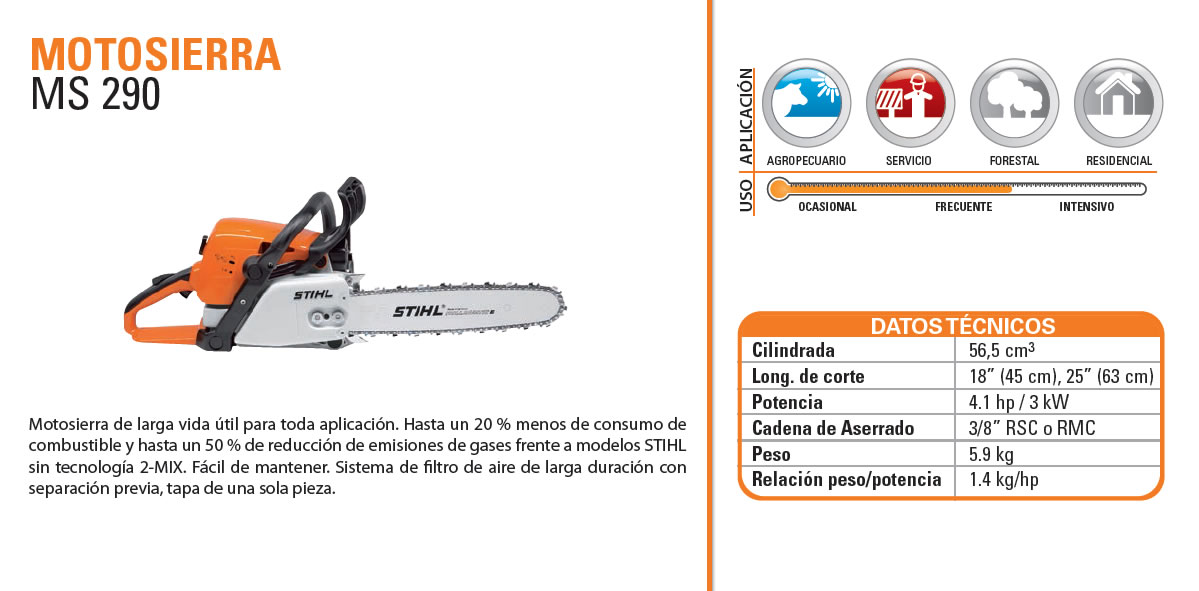 MOTOSIERRA
MS 290
STIHL
STIHL
Motosierra de larga vida útil para toda aplicación. Hasta un 20 % menos de consumo de
combustible y hasta un 50 % de reducción de emisiones de gases frente a modelos STIHL
sin tecnología 2-MIX. Fácil de mantener. Sistema de filtro de aire de larga duración con
separación previa, tapa de una sola pieza.
APLICACIÓN
AGROPECUARIO SERVICIO FORESTAL RESIDENCIAL
USO
OCASIONAL FRECUENTE INTENSIVO
DATOS TÉCNICOS
Cilindrada 56,5 cm³
Long. de corte 18” (45 cm), 25” (63 cm)
Potencia 4.1 hp / 3 kW
Cadena de Aserrado 3/8” RSC o RMC
Peso 5.9 kg
Relación peso/potencia 1.4 kg/hp